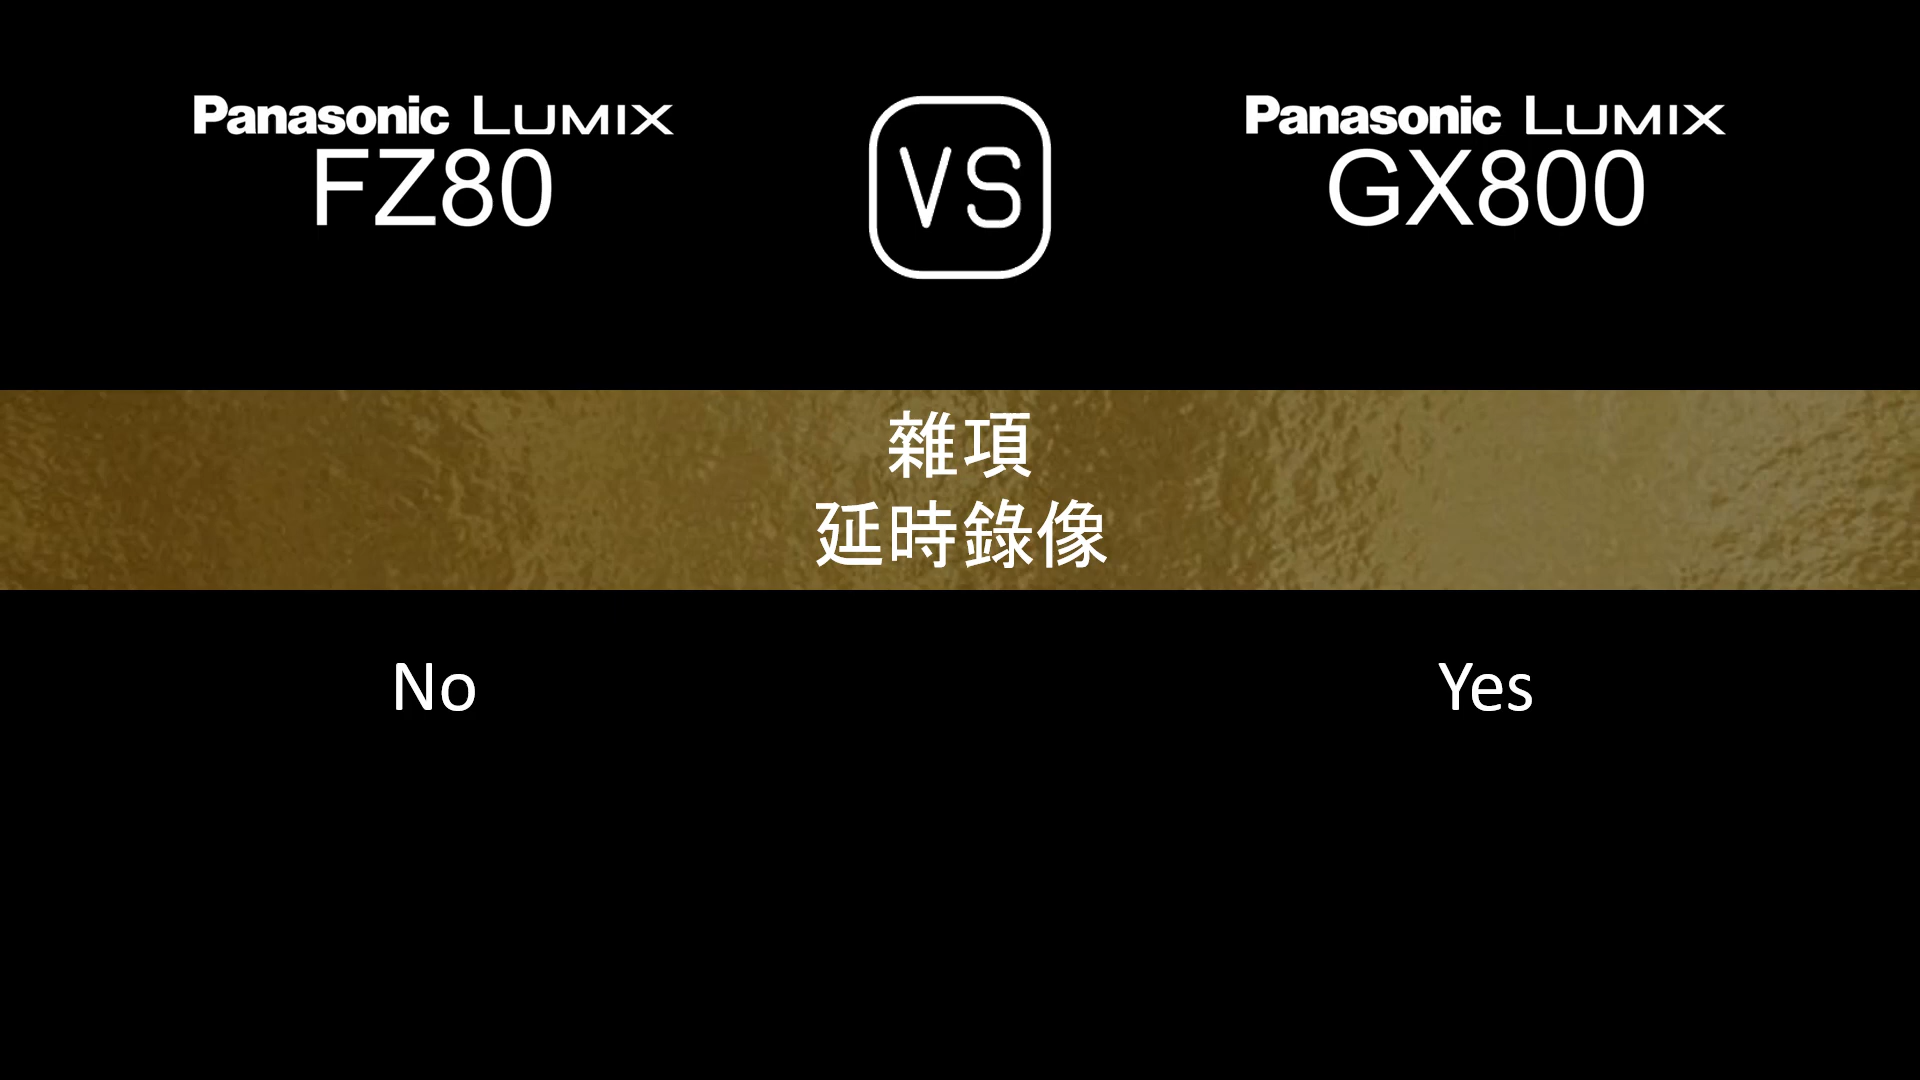 Panasonic LUMIX
FZ80
VS
Panasonic LUMIX
GX800
雜項
延時錄像
No
Yes